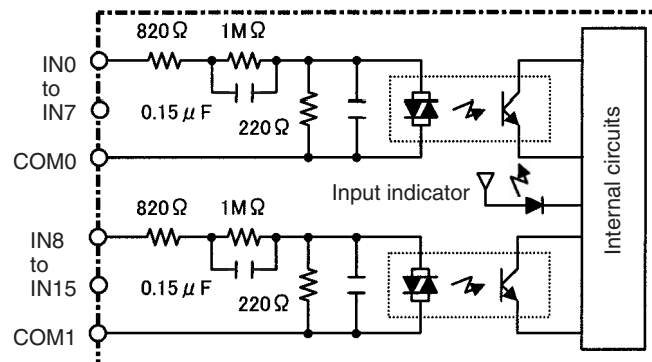 820Ω 1MΩ
IN0
to
IN7
0.15μF
220Ω
COM0
Input indicator
Internal circuits
820Ω 1MΩ
IN8
to
IN15
0.15μF
220Ω
COM1